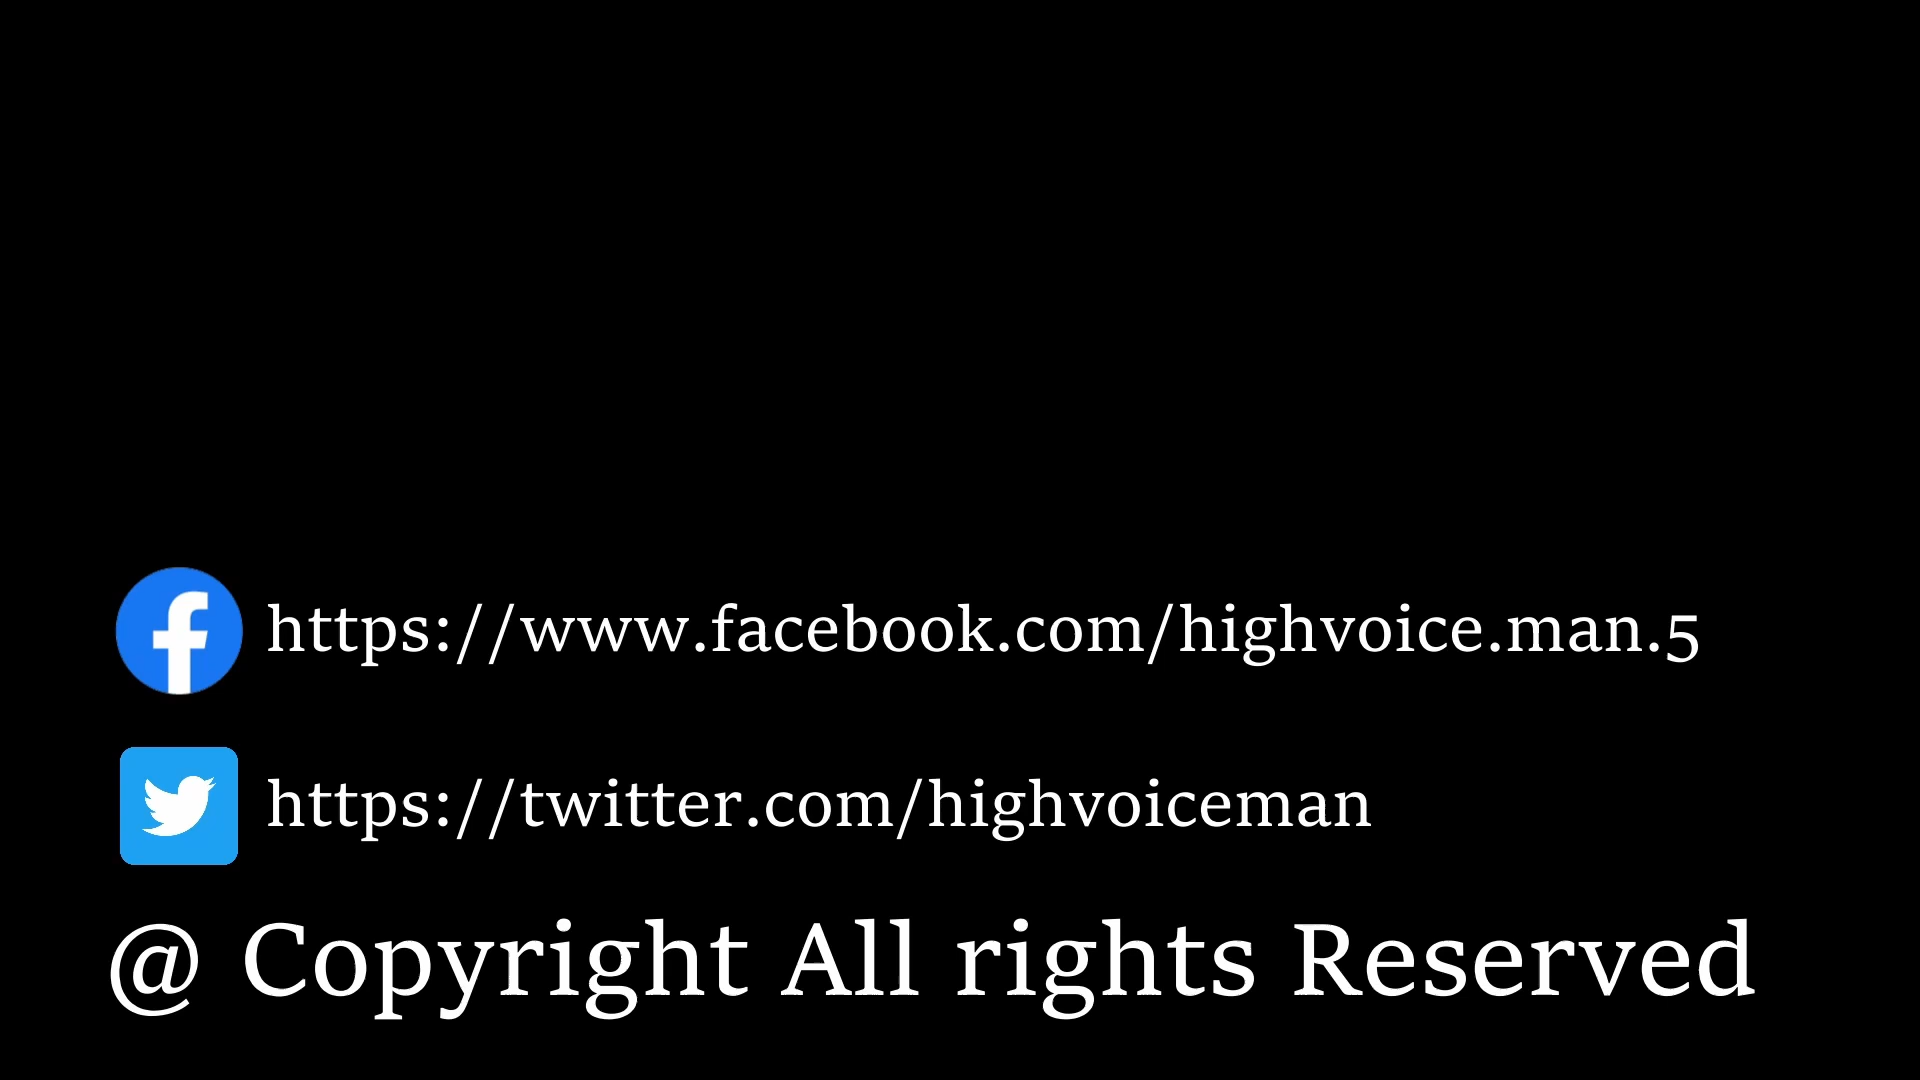 https://www.facebook.com/highvoice.man.5
https://twitter.com/highvoiceman
@ Copyright All rights Reserved